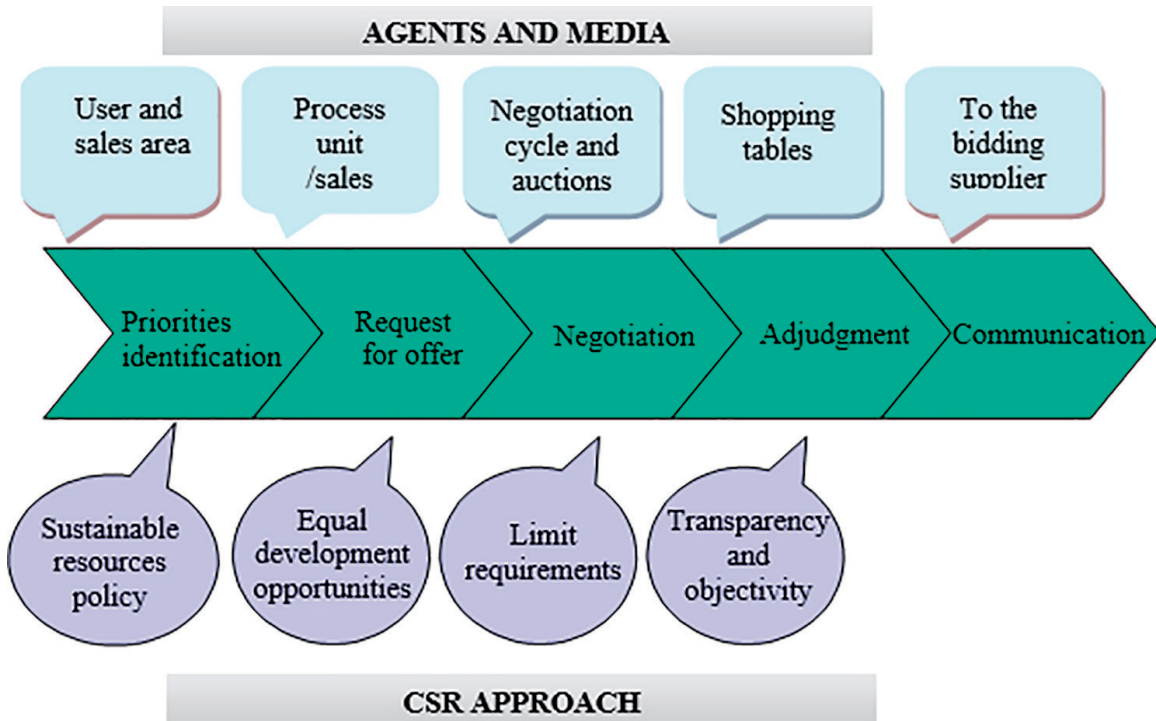 AGENTS AND MEDIA
User and
sales area
Process
unit
/sales
Negotiation
cycle and
auctions
Shopping
tables
To the
bidding
supplier
Priorities
identification
Request
for offer
Negotiation
Adjudgment
Communication
Sustainable
resources
policy
Equal
development
opportunities
Limit
requirements
Transparency
and
objectivity
CSR APPROACH